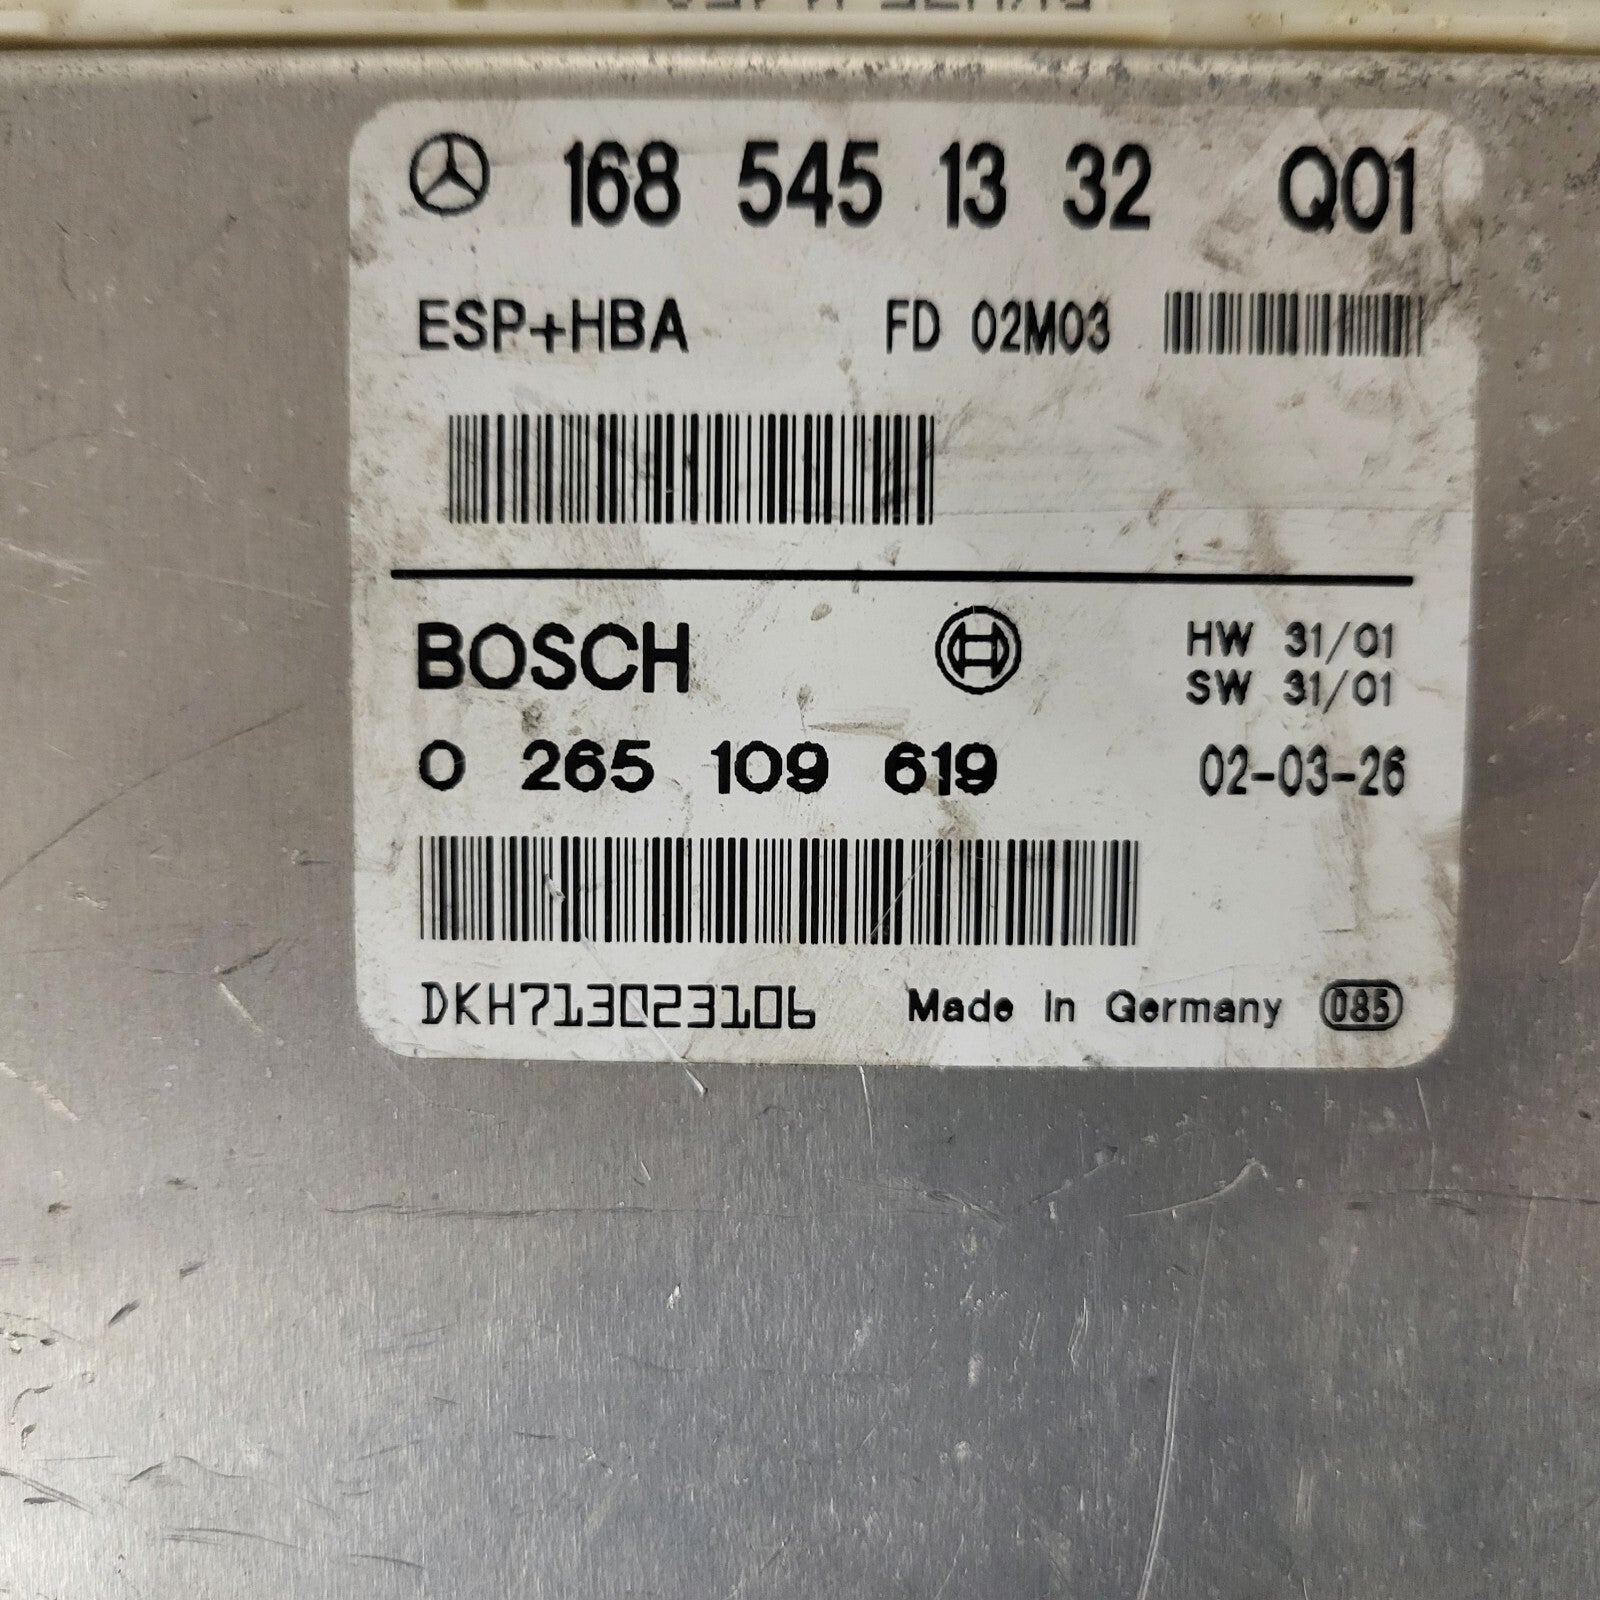 168 545 13 32 Q01
ESP+HBA FD 02M03
BOSCH HW 31/01
SW 31/01
0 265 109 619 02-03-26
DKH713023106 Made in Germany 085